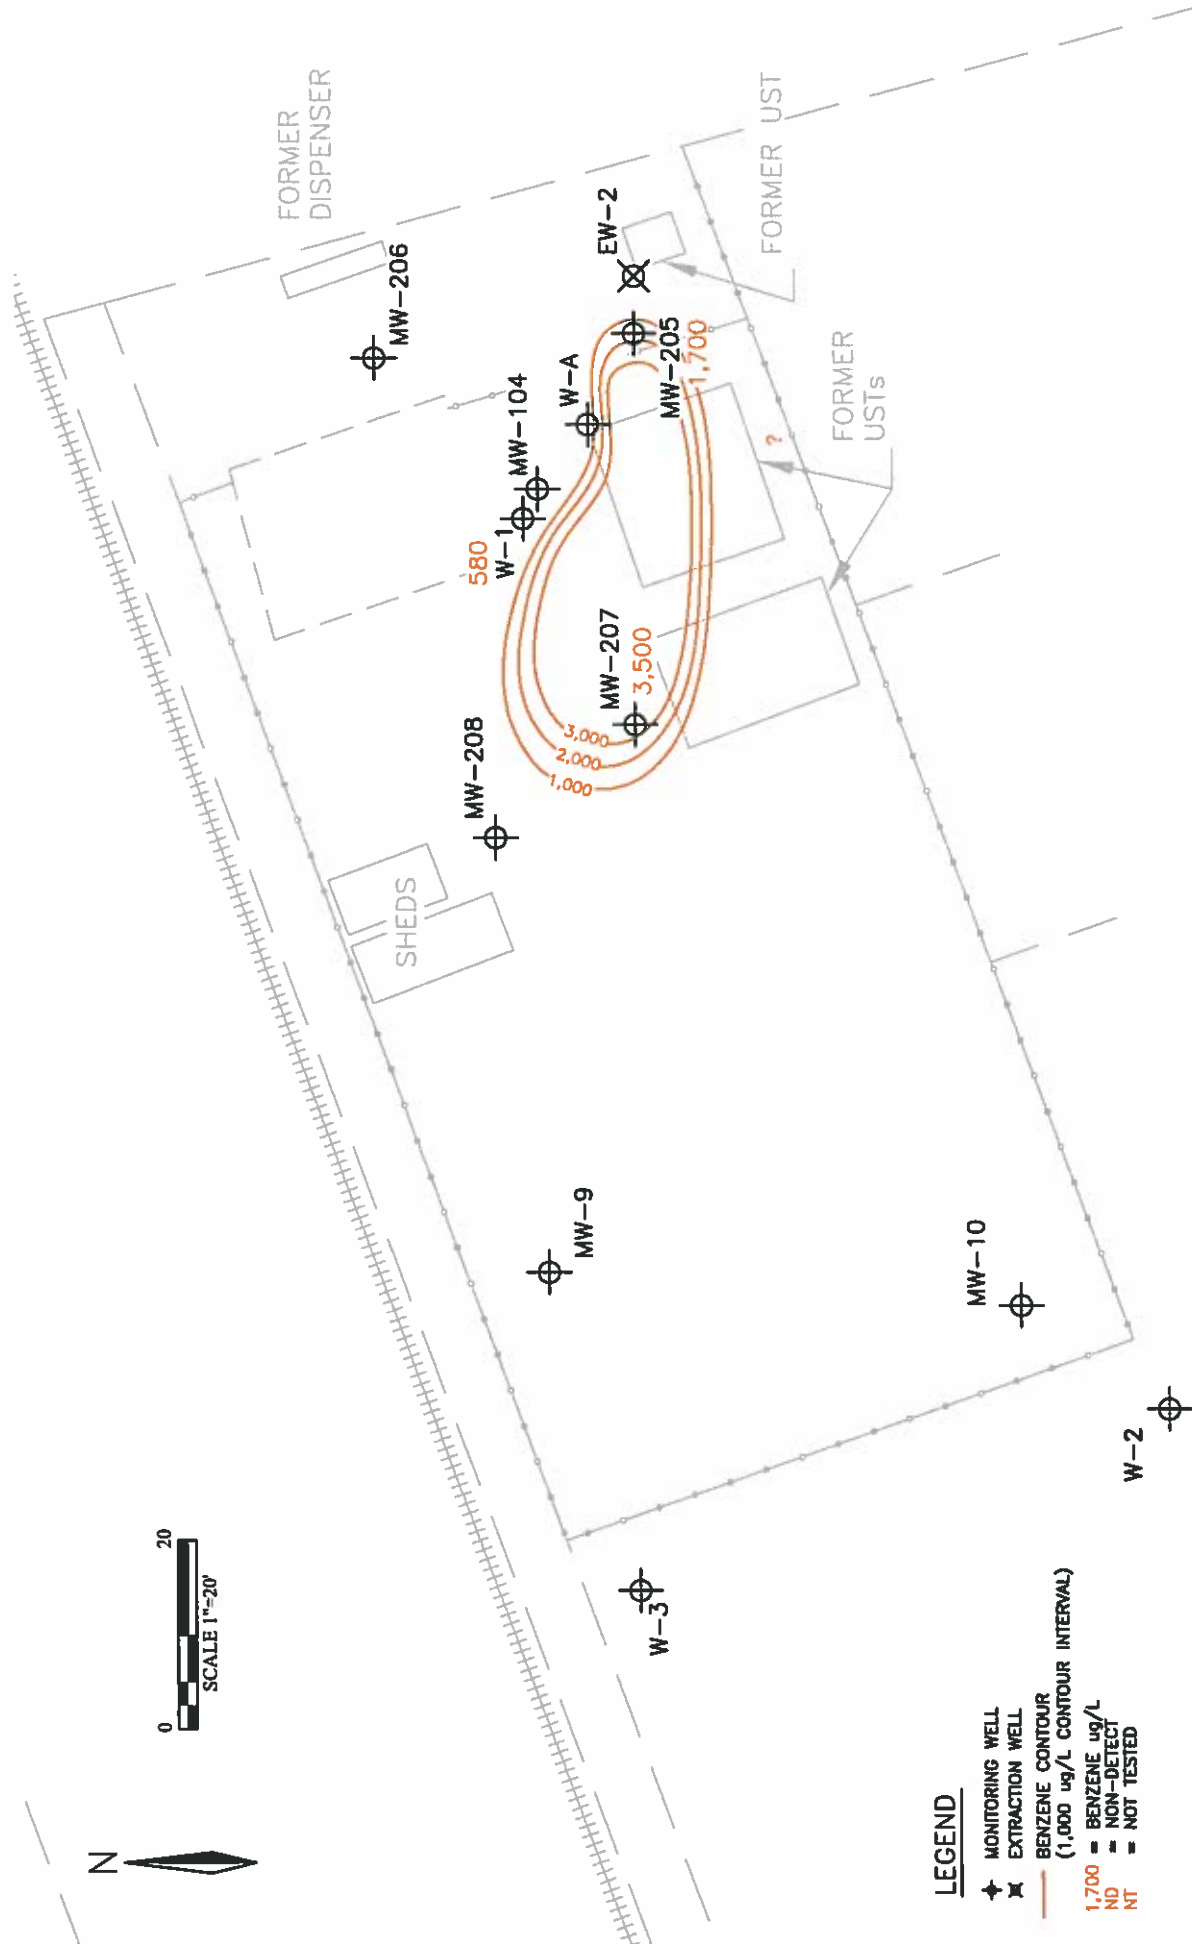 N
0
20
SCALE 1"=20'
FORMER
DISPENSER
MW-206
FORMER UST
EW-2
W-A
MW-104
MW-205
1,700
FORMER
USTs
?
580
W-1
MW-207
3,500
3,000
2,000
1,000
MW-208
SHEDS
MW-9
MW-10
W-2
W-3
LEGEND
MONITORING WELL
EXTRACTION WELL
BENZENE CONTOUR
(1,000 ug/L CONTOUR INTERVAL)
1,700 = BENZENE ug/L
ND = NON-DETECT
NT = NOT TESTED